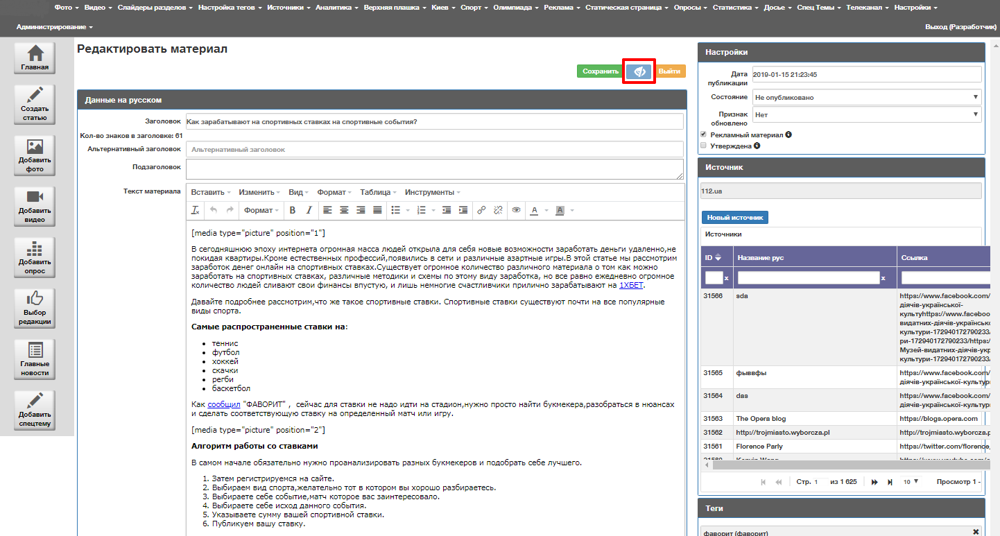 Фото Видео Слайдеры разделов Настройка тегов Источники Аналитика Верхняя плашка Киев Спорт Олимпиада Реклама Статическая страница Опросы Статистика Досье Спец Темы Телеканал Настройки
Администрирование Выход (Разработчик)
Главная
Создать
статью
Добавить
фото
Добавить
видео
Добавить
опрос
Выбор
редакции
Главные
новости
Добавить
спецтему
Редактировать материал
Сохранить Выйти
Данные на русском
Заголовок Как зарабатывают на спортивных ставках на спортивные события?
Кол-во знаков в заголовке: 61
Альтернативный заголовок Альтернативный заголовок
Подзаголовок
Текст материала Вставить Изменить Вид Формат Таблица Инструменты
Формат B I A A
[media type="picture" position="1"]
В сегодняшнюю эпоху интернета огромная масса людей открыла для себя новые возможности заработать деньги удаленно,не
покидая квартиры.Кроме естественных профессий,появились в сети и различные азартные игры.В этой статье мы рассмотрим
заработок денег онлайн на спортивных ставках.Существует огромное количество различного материала о том как можно
заработать на спортивных ставках, различные методики и схемы по этому виду заработка, но все равно ежедневно огромное
количество людей сливают свои финансы впустую, и лишь немногие счастливчики прилично зарабатывают на 1ХБЕТ.
Давайте подробнее рассмотрим,что же такое спортивные ставки. Спортивные ставки существуют почти на все популярные
виды спорта.
Самые распространенные ставки на:
теннис
футбол
хоккей
скачки
регби
баскетбол
Как сообщил "ФАВОРИТ" , сейчас для ставки не надо идти на стадион,нужно просто найти букмекера,разобраться в нюансах
и сделать соответствующую ставку на определенный матч или игру.
[media type="picture" position="2"]
Алгоритм работы со ставками
В самом начале обязательно нужно проанализировать разных букмекеров и подобрать себе лучшего.
1. Затем регистрируемся на сайте.
2. Выбираем вид спорта,желательно тот в котором вы хорошо разбираетесь.
3. Выбираете себе событие,матч которое вас заинтересовало.
4. Выбираете себе исход данного события.
5. Указываете сумму вашей спортивной ставки.
6. Публикуем вашу ставку.
Настройки
Дата
публикации 2019-01-15 21:23:45
Состояние Не опубликовано
Признак
обновлено Нет
Рекламный материал
Утверждена
Источник
112.ua
Новый источник
Источники
ID Название рус Ссылка
x x
31566 sda https://www.facebook.com/
діячів-української-
культуhttps://www.faceboo
видатних-діячів-українсько
культури-172940172790233/
ри-172940172790233/https:/
Музей-видатних-діячів-укр
культури-172940172790233/
31565 фыввфы https://www.facebook.com/
діячів-української-культур
31564 das https://www.facebook.com/
діячів-української-культур
31563 The Opera blog https://blogs.opera.com
31562 http://trojmiasto.wyborcza.pl http://trojmiasto.wyborcza.p
31561 Florence Parly https://twitter.com/florence_
Стр. 1 из 1 625 10 Просмотр 1 -
Теги
фаворит (фаворит)